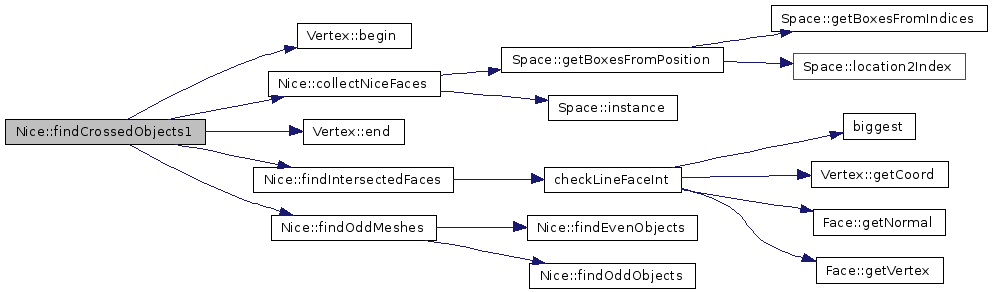 Nice::findCrossedObjects1
Vertex::begin
Nice::collectNiceFaces
Vertex::end
Nice::findIntersectedFaces
Nice::findOddMeshes
Space::getBoxesFromPosition
Space::instance
checkLineFaceInt
Nice::findEvenObjects
Nice::findOddObjects
Space::getBoxesFromIndices
Space::location2Index
biggest
Vertex::getCoord
Face::getNormal
Face::getVertex